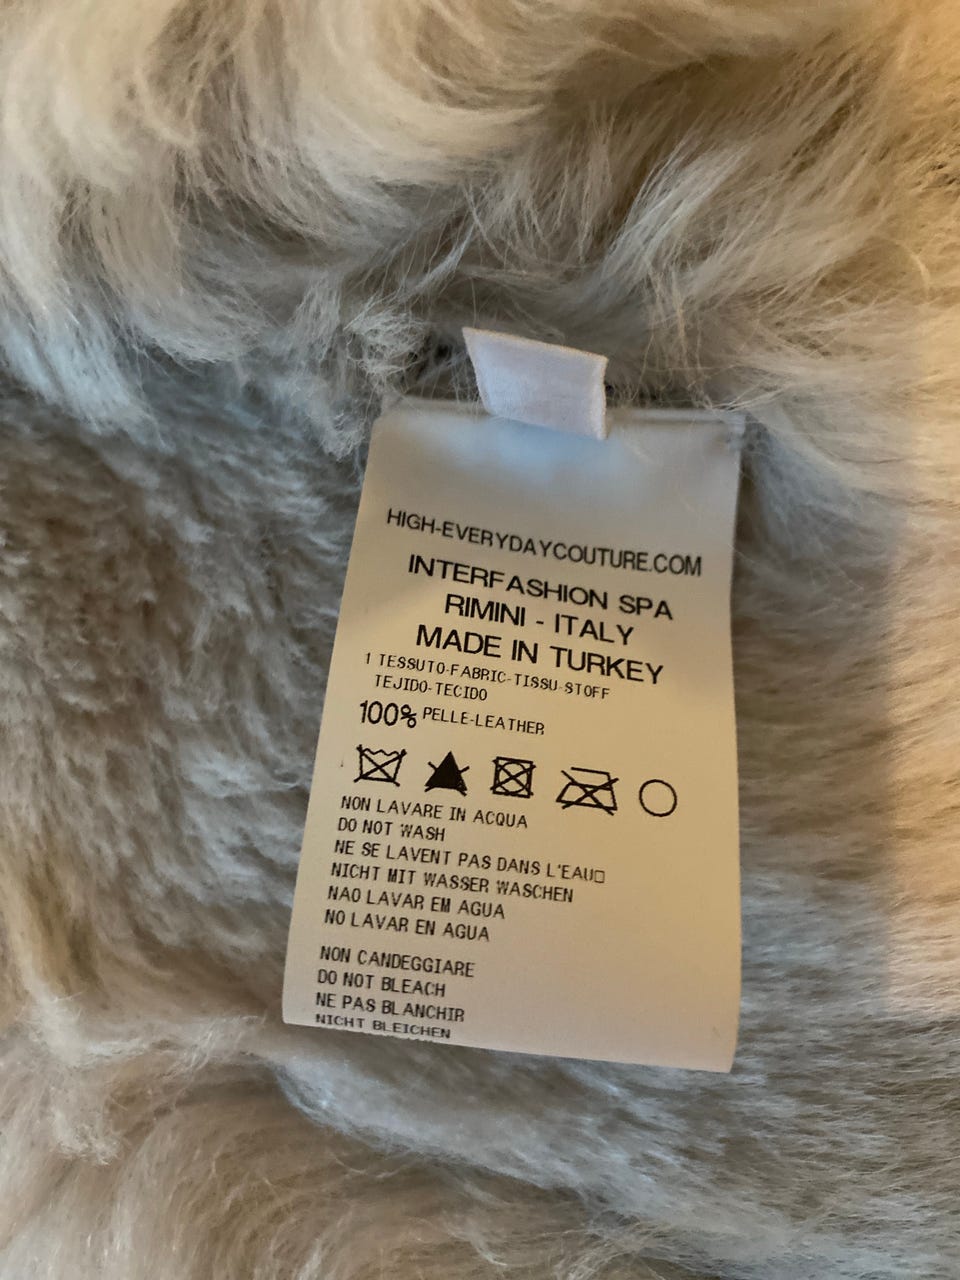 HIGH-EVERYDAYCOUTURE.COM
INTERFASHION SPA
RIMINI - ITALY
MADE IN TURKEY
1 TESSUTO-FABRIC-TISSU-STOFF
TEJIDO-TECIDO
100% PELLE-LEATHER
NON LAVARE IN ACQUA
DO NOT WASH
NE SE LAVENT PAS DANS L'EAU□
NICHT MIT WASSER WASCHEN
NAO LAVAR EM AGUA
NO LAVAR EN AGUA
NON CANDEGGIARE
DO NOT BLEACH
NE PAS BLANCHIR
NICHT BLEICHEN